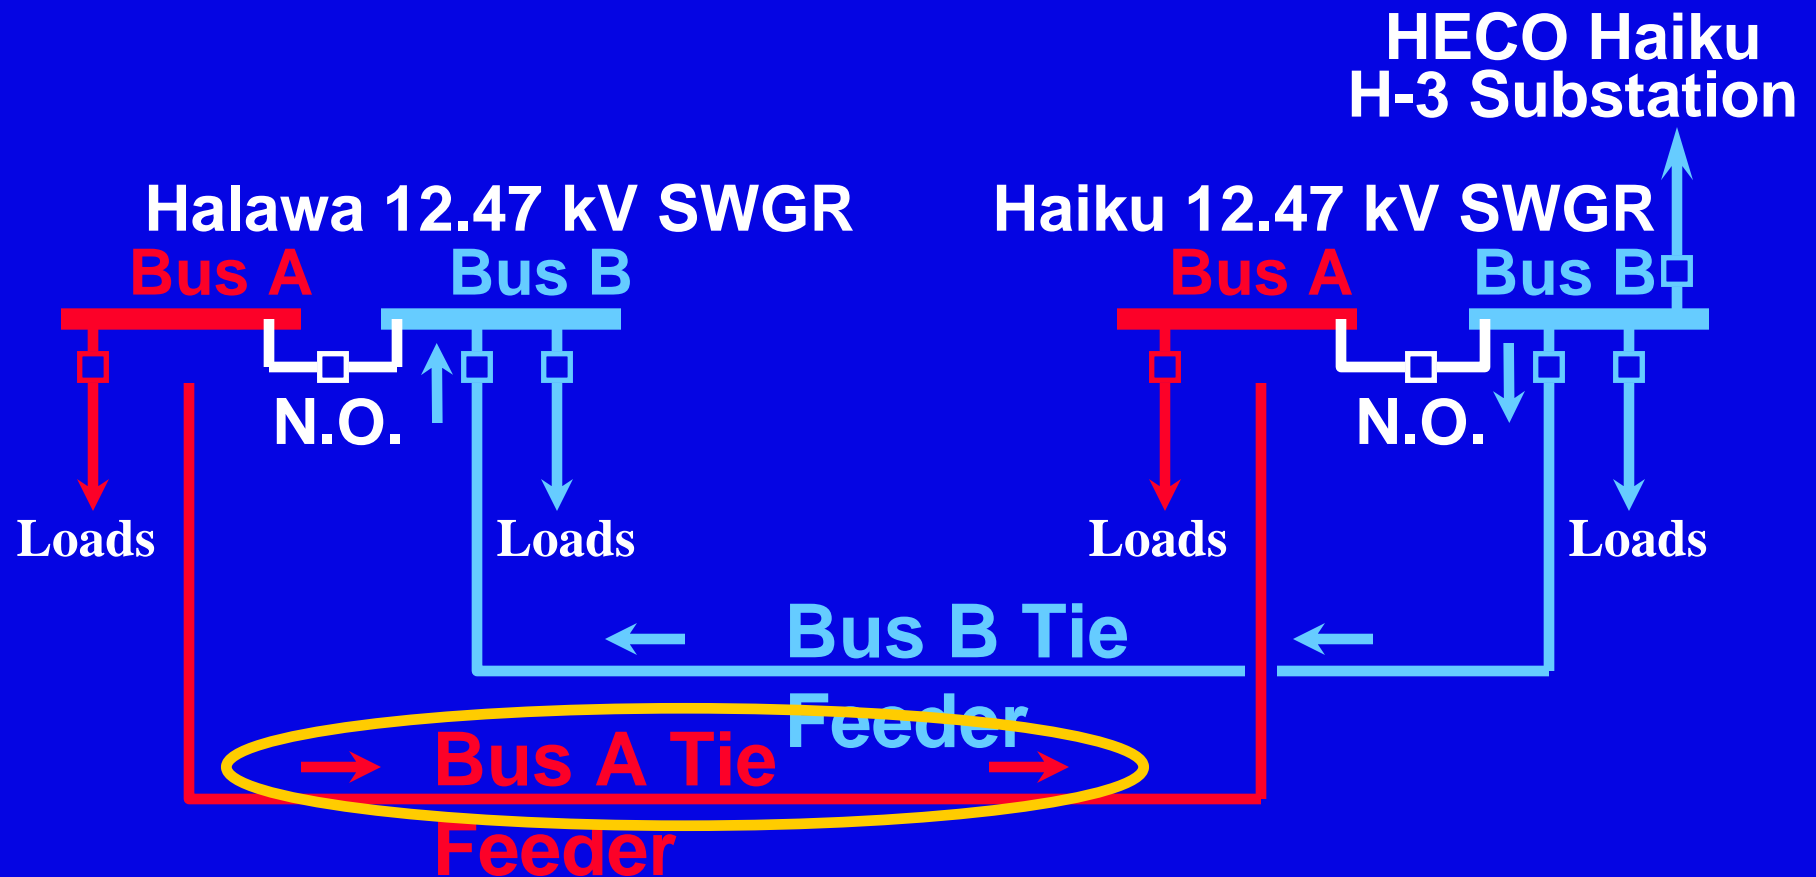 HECO Haiku
H-3 Substation
Halawa 12.47 kV SWGR
Haiku 12.47 kV SWGR
Bus A
Bus B
Bus A
Bus B
N.O.
N.O.
Loads
Loads
Loads
Loads
Bus B Tie
Feeder
Bus A Tie
Feeder